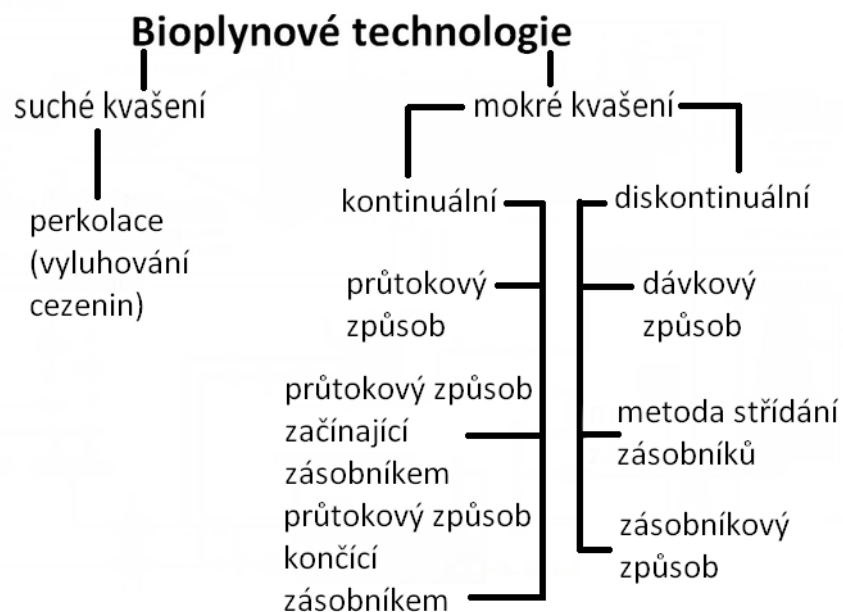 Bioplynové technologie
suché kvašení
perkolace
(vyluhování
cezenin)
mokré kvašení
kontinuální
průtokový
způsob
průtokový způsob
začínající
zásobníkem
průtokový způsob
končící
zásobníkem
diskontinuální
dávkový
způsob
metoda střídání
zásobníků
zásobníkový
způsob